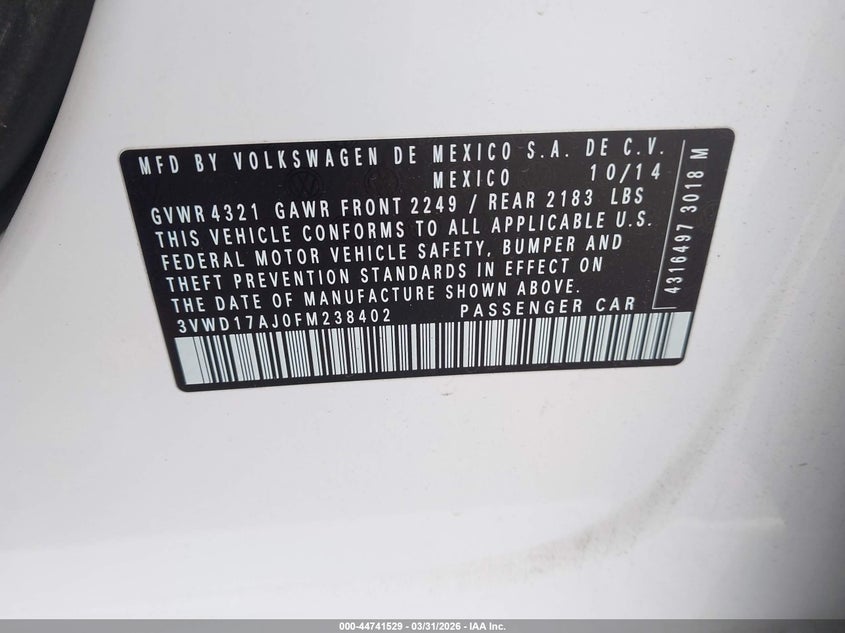 MFD BY VOLKSWAGEN DE MEXICO S.A. DE C.V.
MEXICO 10/14
GVWR 4321 GAWR FRONT 2249 / REAR 2183 LBS
THIS VEHICLE CONFORMS TO ALL APPLICABLE U.S.
FEDERAL MOTOR VEHICLE SAFETY, BUMPER AND
THEFT PREVENTION STANDARDS IN EFFECT ON
THE DATE OF MANUFACTURE SHOWN ABOVE.
3VWD17AJ0FM238402 PASSENGER CAR
4316497 3018 M
000-44741529 - 03/31/2026 - IAA Inc.